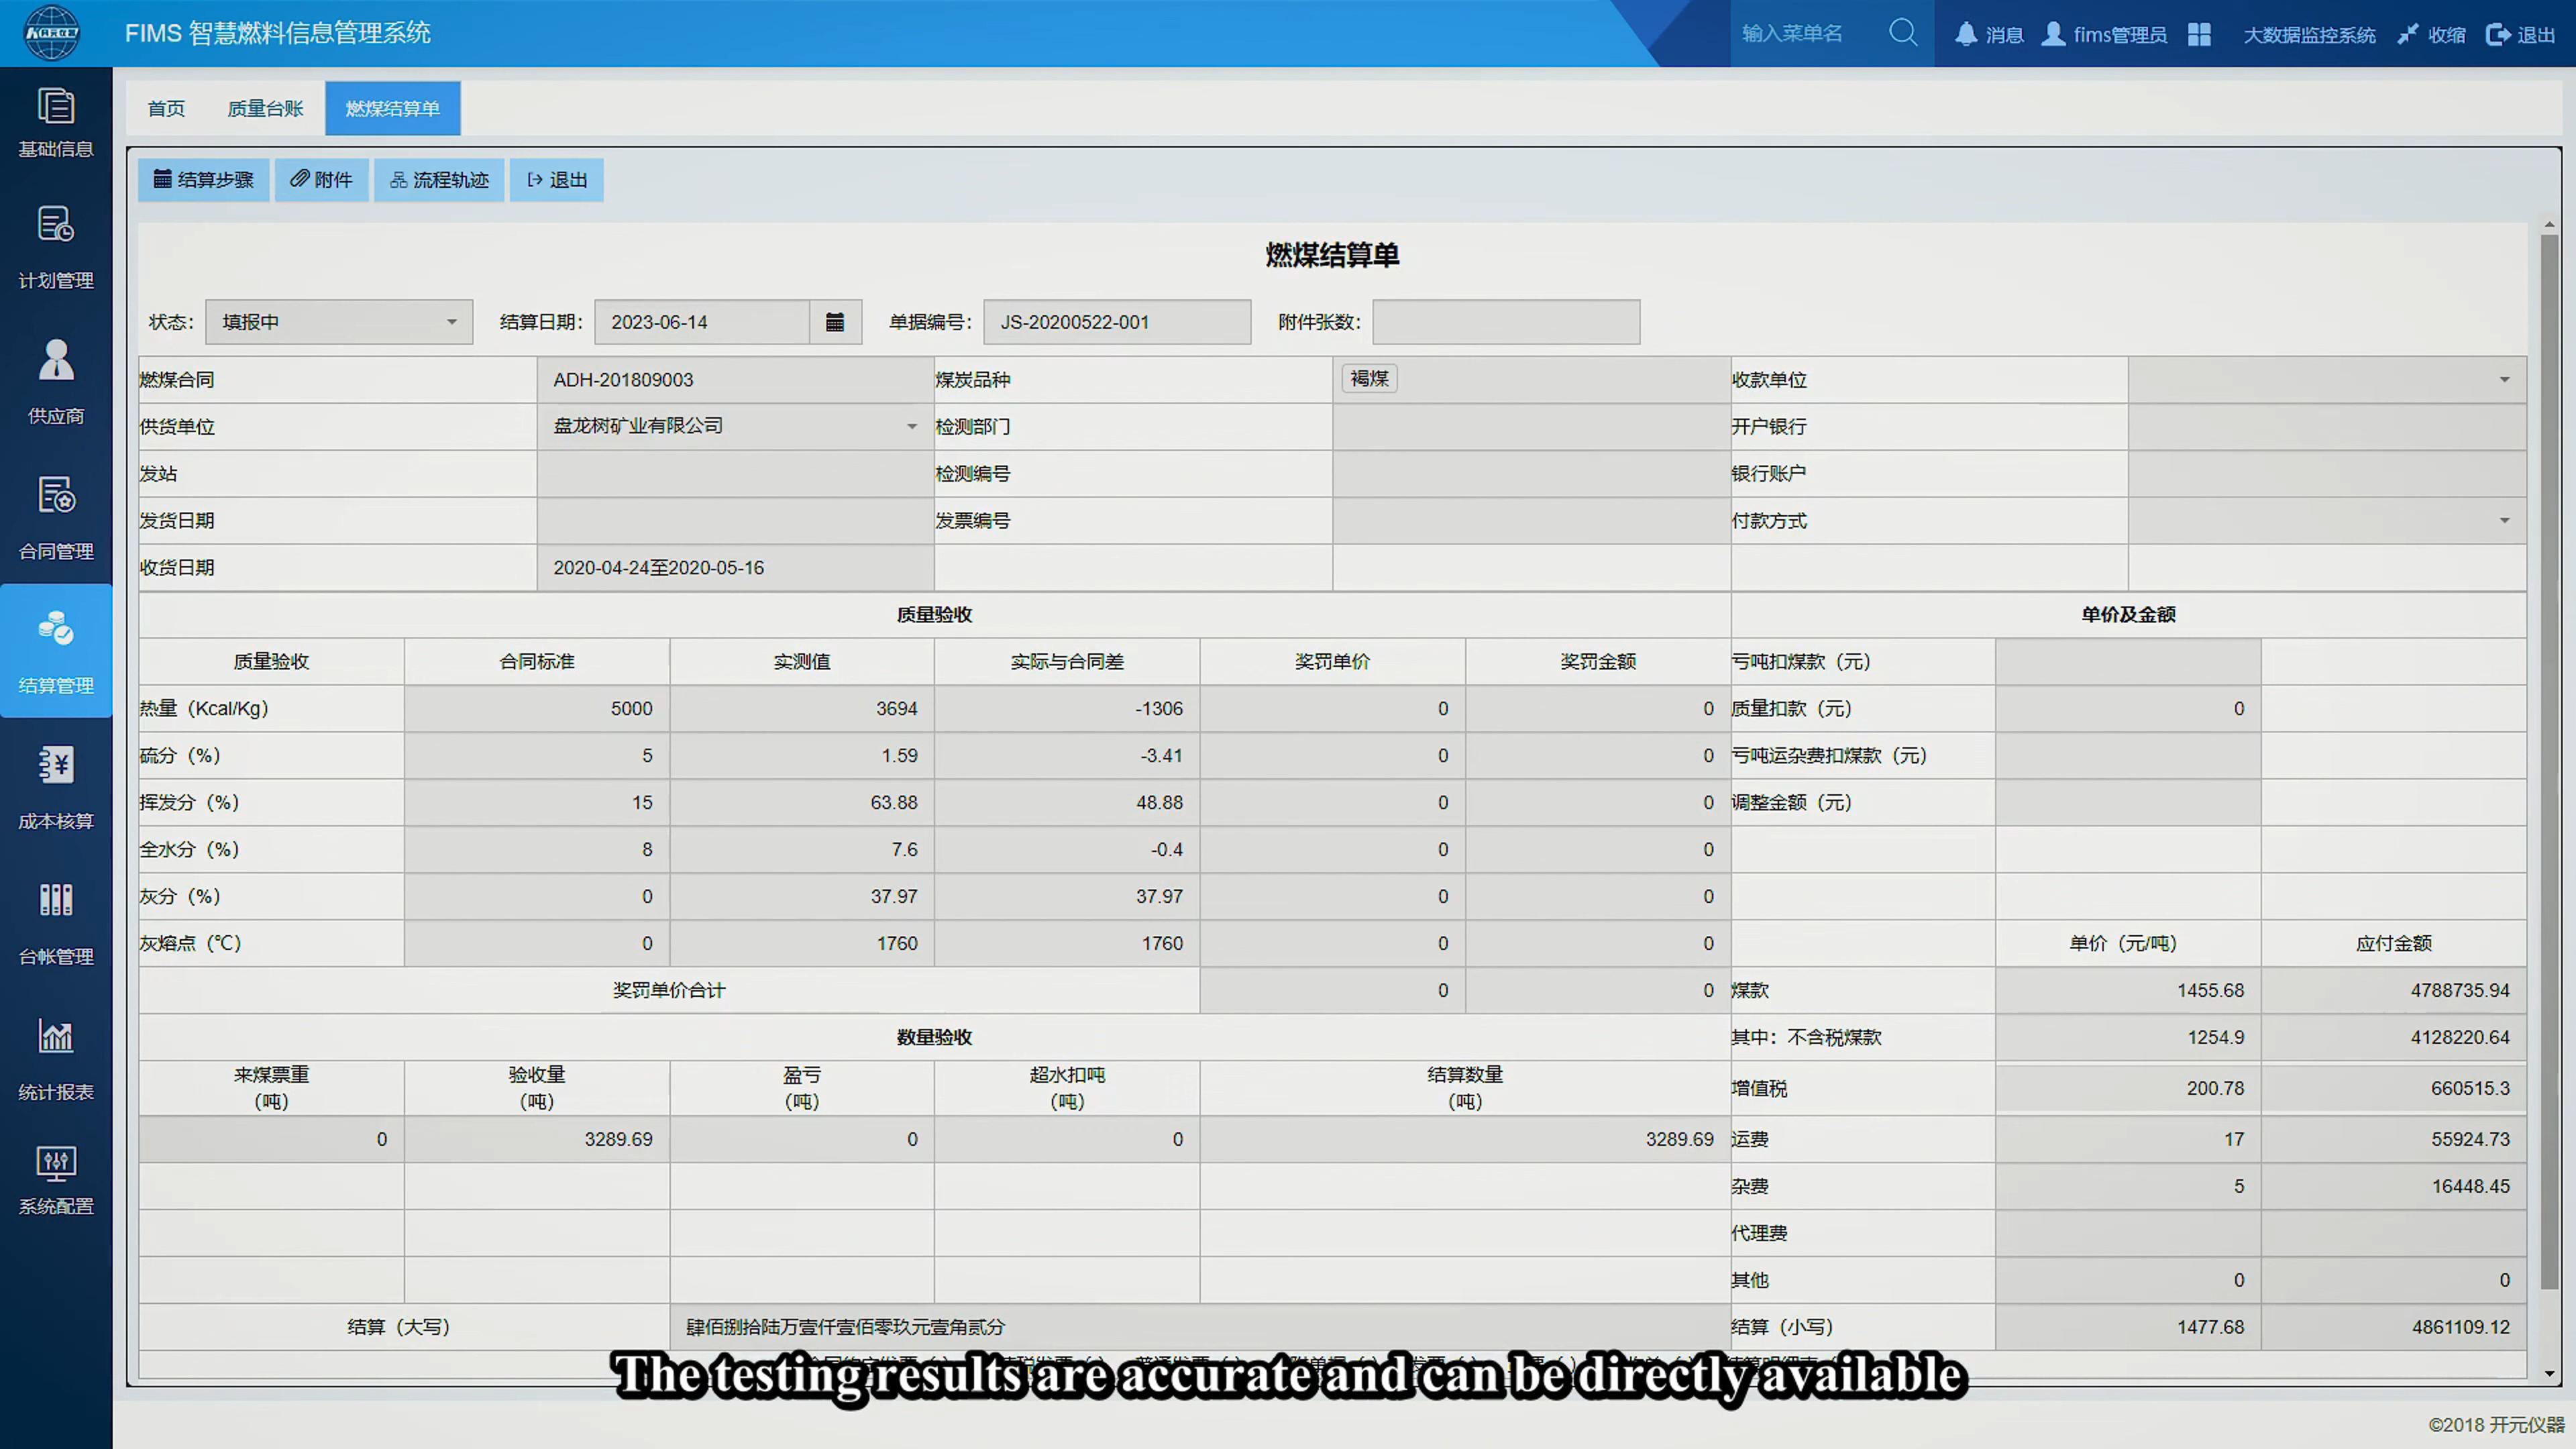 FIMS 智慧燃料信息管理系统
输入菜单名
消息
fims管理员
大数据监控系统
收缩
退出
基础信息
计划管理
供应商
合同管理
结算管理
成本核算
台帐管理
统计报表
系统配置
首页 质量台账 燃煤结算单
结算步骤 附件 流程轨迹 退出
燃煤结算单
状态： 填报中 结算日期： 2023-06-14 单据编号： JS-20200522-001 附件张数：
燃煤合同 ADH-201809003 煤炭品种 褐煤 收款单位
供货单位 盘龙树矿业有限公司 检测部门 开户银行
发站 检测编号 银行账户
发货日期 发票编号 付款方式
收货日期 2020-04-24至2020-05-16
质量验收 单价及金额
质量验收 合同标准 实测值 实际与合同差 奖罚单价 奖罚金额 亏吨扣煤款（元）
热量（Kcal/Kg） 5000 3694 -1306 0 0 质量扣款（元） 0
硫分（%） 5 1.59 -3.41 0 0 亏吨运杂费扣煤款（元）
挥发分（%） 15 63.88 48.88 0 0 调整金额（元）
全水分（%） 8 7.6 -0.4 0 0
灰分（%） 0 37.97 37.97 0 0
灰熔点（℃） 0 1760 1760 0 0 单价（元/吨） 应付金额
奖罚单价合计 0 0 煤款 1455.68 4788735.94
数量验收 其中：不含税煤款 1254.9 4128220.64
来煤票重（吨） 验收量（吨） 盈亏（吨） 超水扣吨（吨） 结算数量（吨） 增值税 200.78 660515.3
0 3289.69 0 0 3289.69 运费 17 55924.73
杂费 5 16448.45
代理费
其他 0 0
结算（大写） 肆佰捌拾陆万壹仟壹佰零玖元壹角贰分 结算（小写） 1477.68 4861109.12
The testing results are accurate and can be directly available
©2018 开元仪器